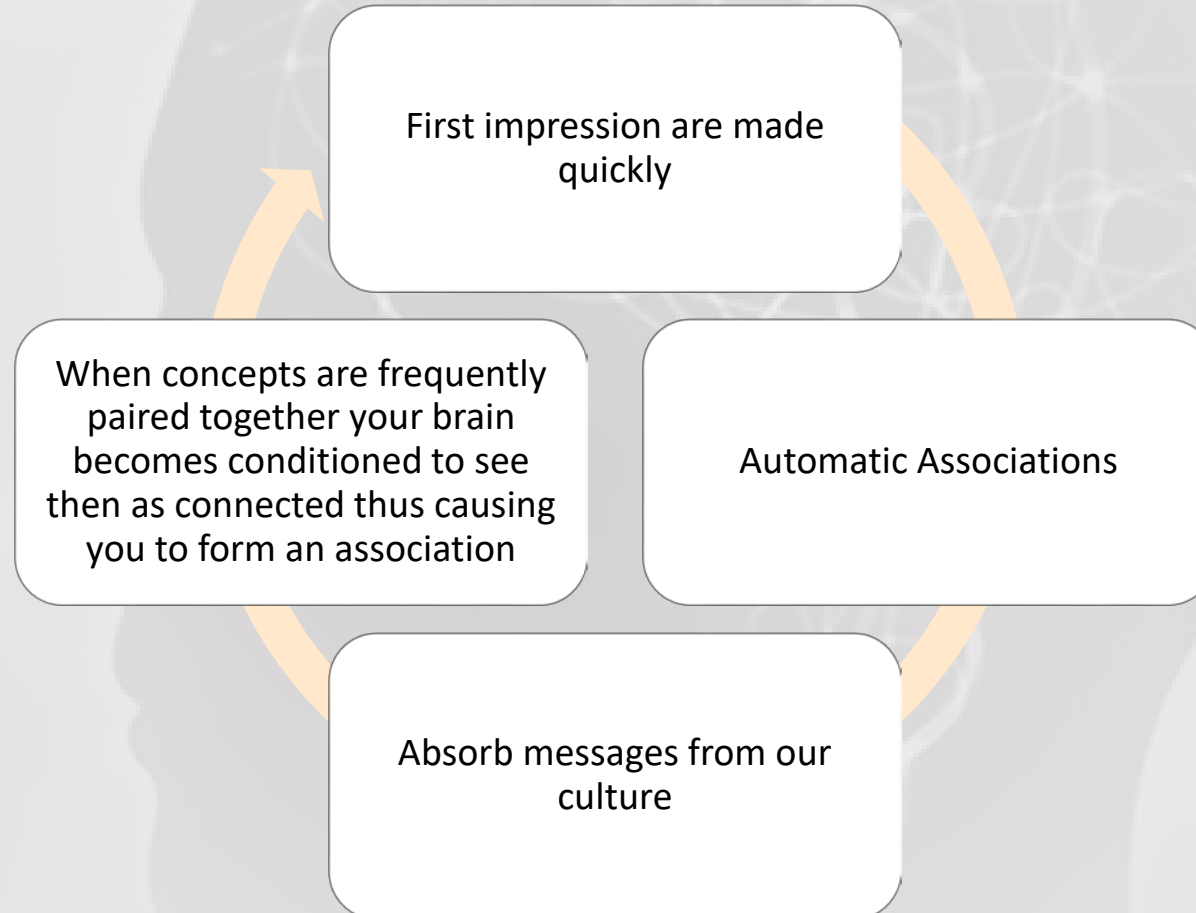 First impression are made
quickly
Automatic Associations
Absorb messages from our
culture
When concepts are frequently
paired together your brain
becomes conditioned to see
then as connected thus causing
you to form an association